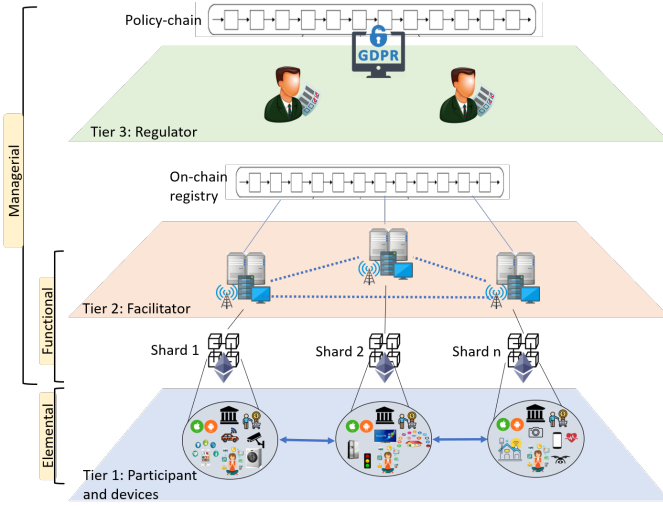 Policy-chain
GDPR
Tier 3: Regulator
Managerial
On-chain
registry
Tier 2: Facilitator
Functional
Shard 1
Shard 2
Shard n
Elemental
Tier 1: Participant
and devices